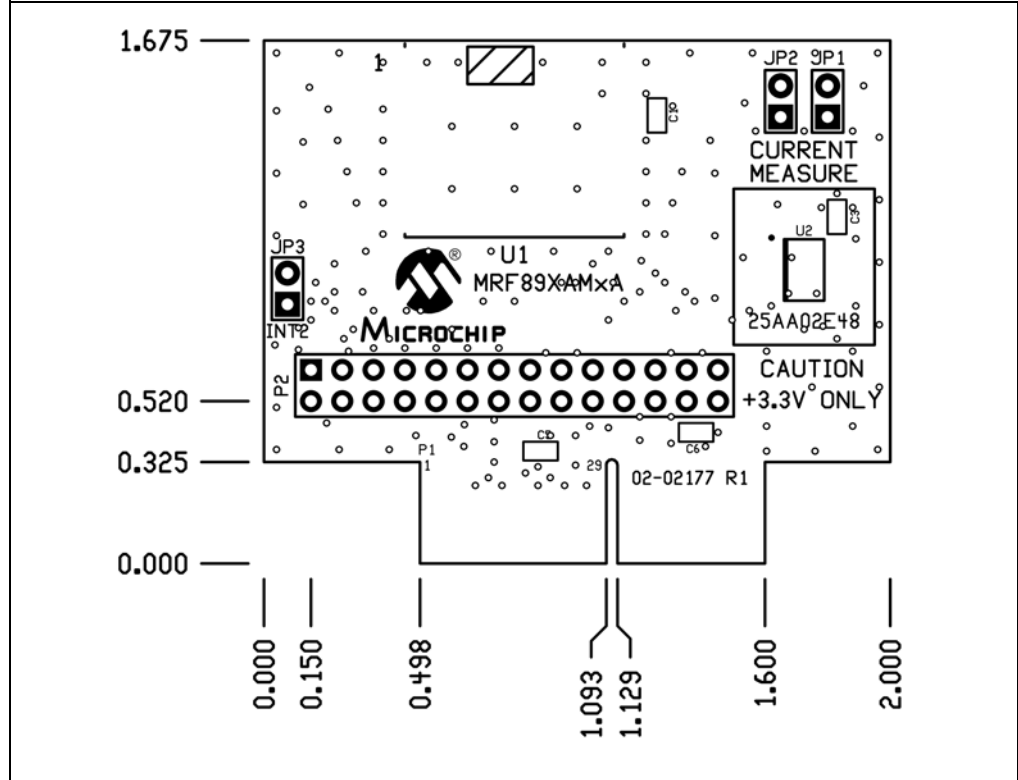 1.675
1
JP2 JP1
C1
CURRENT
MEASURE
C3
U2
JP3
®
U1
MRF89XAMxA
INT2
MICROCHIP
25AA02E48
CAUTION
P2
0.520
+3.3V ONLY
P1
C5
C6
0.325
1
29
02-02177 R1
0.000
0.000
0.150
0.498
1.093
1.129
1.600
2.000